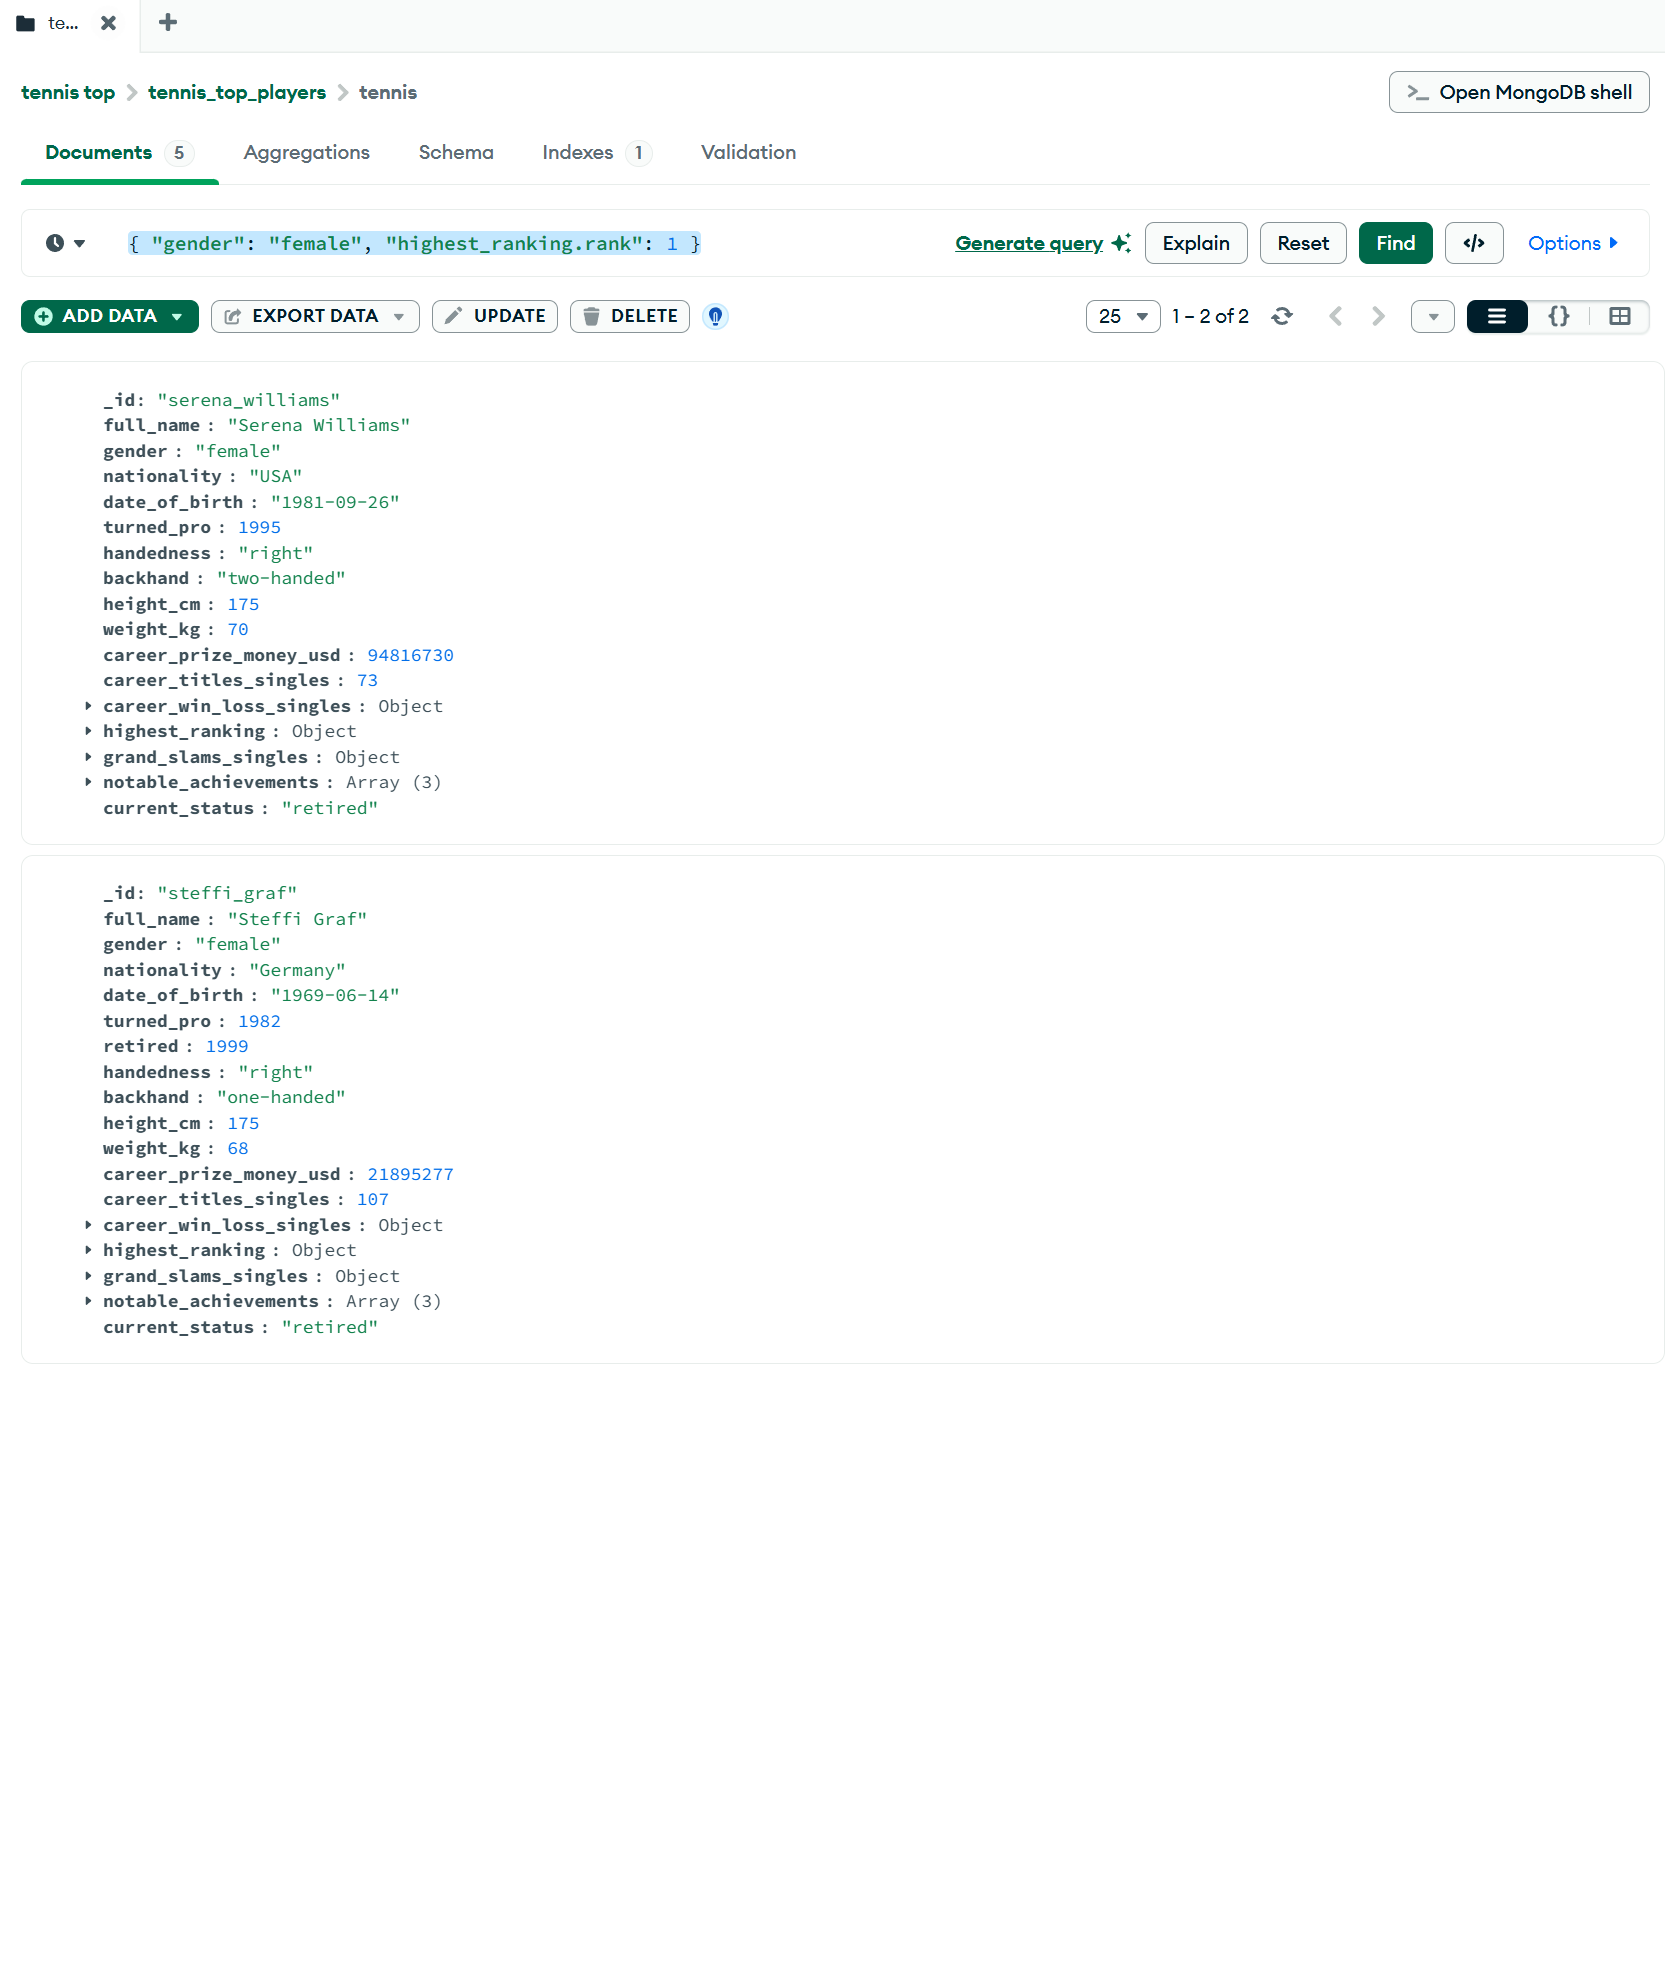 te...
tennis top > tennis_top_players > tennis
>_ Open MongoDB shell
Documents 5 Aggregations Schema Indexes 1 Validation
{ "gender": "female", "highest_ranking.rank": 1 }
Generate query Explain Reset Find </> Options
ADD DATA EXPORT DATA UPDATE DELETE 25 1 – 2 of 2 {}
_id: "serena_williams"
full_name : "Serena Williams"
gender : "female"
nationality : "USA"
date_of_birth : "1981-09-26"
turned_pro : 1995
handedness : "right"
backhand : "two-handed"
height_cm : 175
weight_kg : 70
career_prize_money_usd : 94816730
career_titles_singles : 73
career_win_loss_singles : Object
highest_ranking : Object
grand_slams_singles : Object
notable_achievements : Array (3)
current_status : "retired"
_id: "steffi_graf"
full_name : "Steffi Graf"
gender : "female"
nationality : "Germany"
date_of_birth : "1969-06-14"
turned_pro : 1982
retired : 1999
handedness : "right"
backhand : "one-handed"
height_cm : 175
weight_kg : 68
career_prize_money_usd : 21895277
career_titles_singles : 107
career_win_loss_singles : Object
highest_ranking : Object
grand_slams_singles : Object
notable_achievements : Array (3)
current_status : "retired"